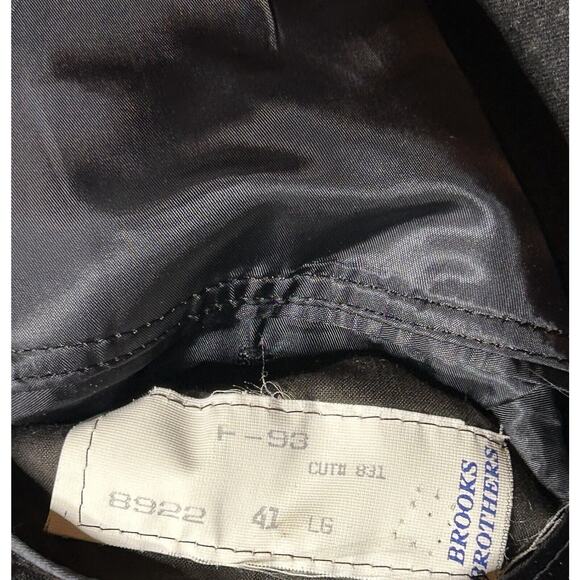 F-93
CUT# 831
8922 41 LG
BROOKS
BROTHERS